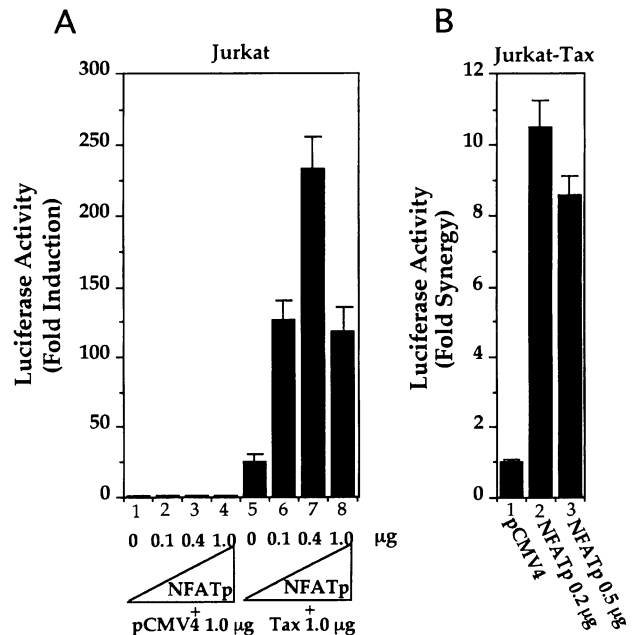 A
Jurkat
Luciferase Activity
(Fold Induction)
300
250
200
150
100
50
0
1 2 3 4 5 6 7 8
0 0.1 0.4 1.0 0 0.1 0.4 1.0 μg
NFATp NFATp
+ +
pCMV4 1.0 μg Tax 1.0 μg
B
Jurkat-Tax
Luciferase Activity
(Fold Synergy)
12
10
8
6
4
2
0
1 2 3
pCMV4
NFATp 0.2 μg
NFATp 0.5 μg